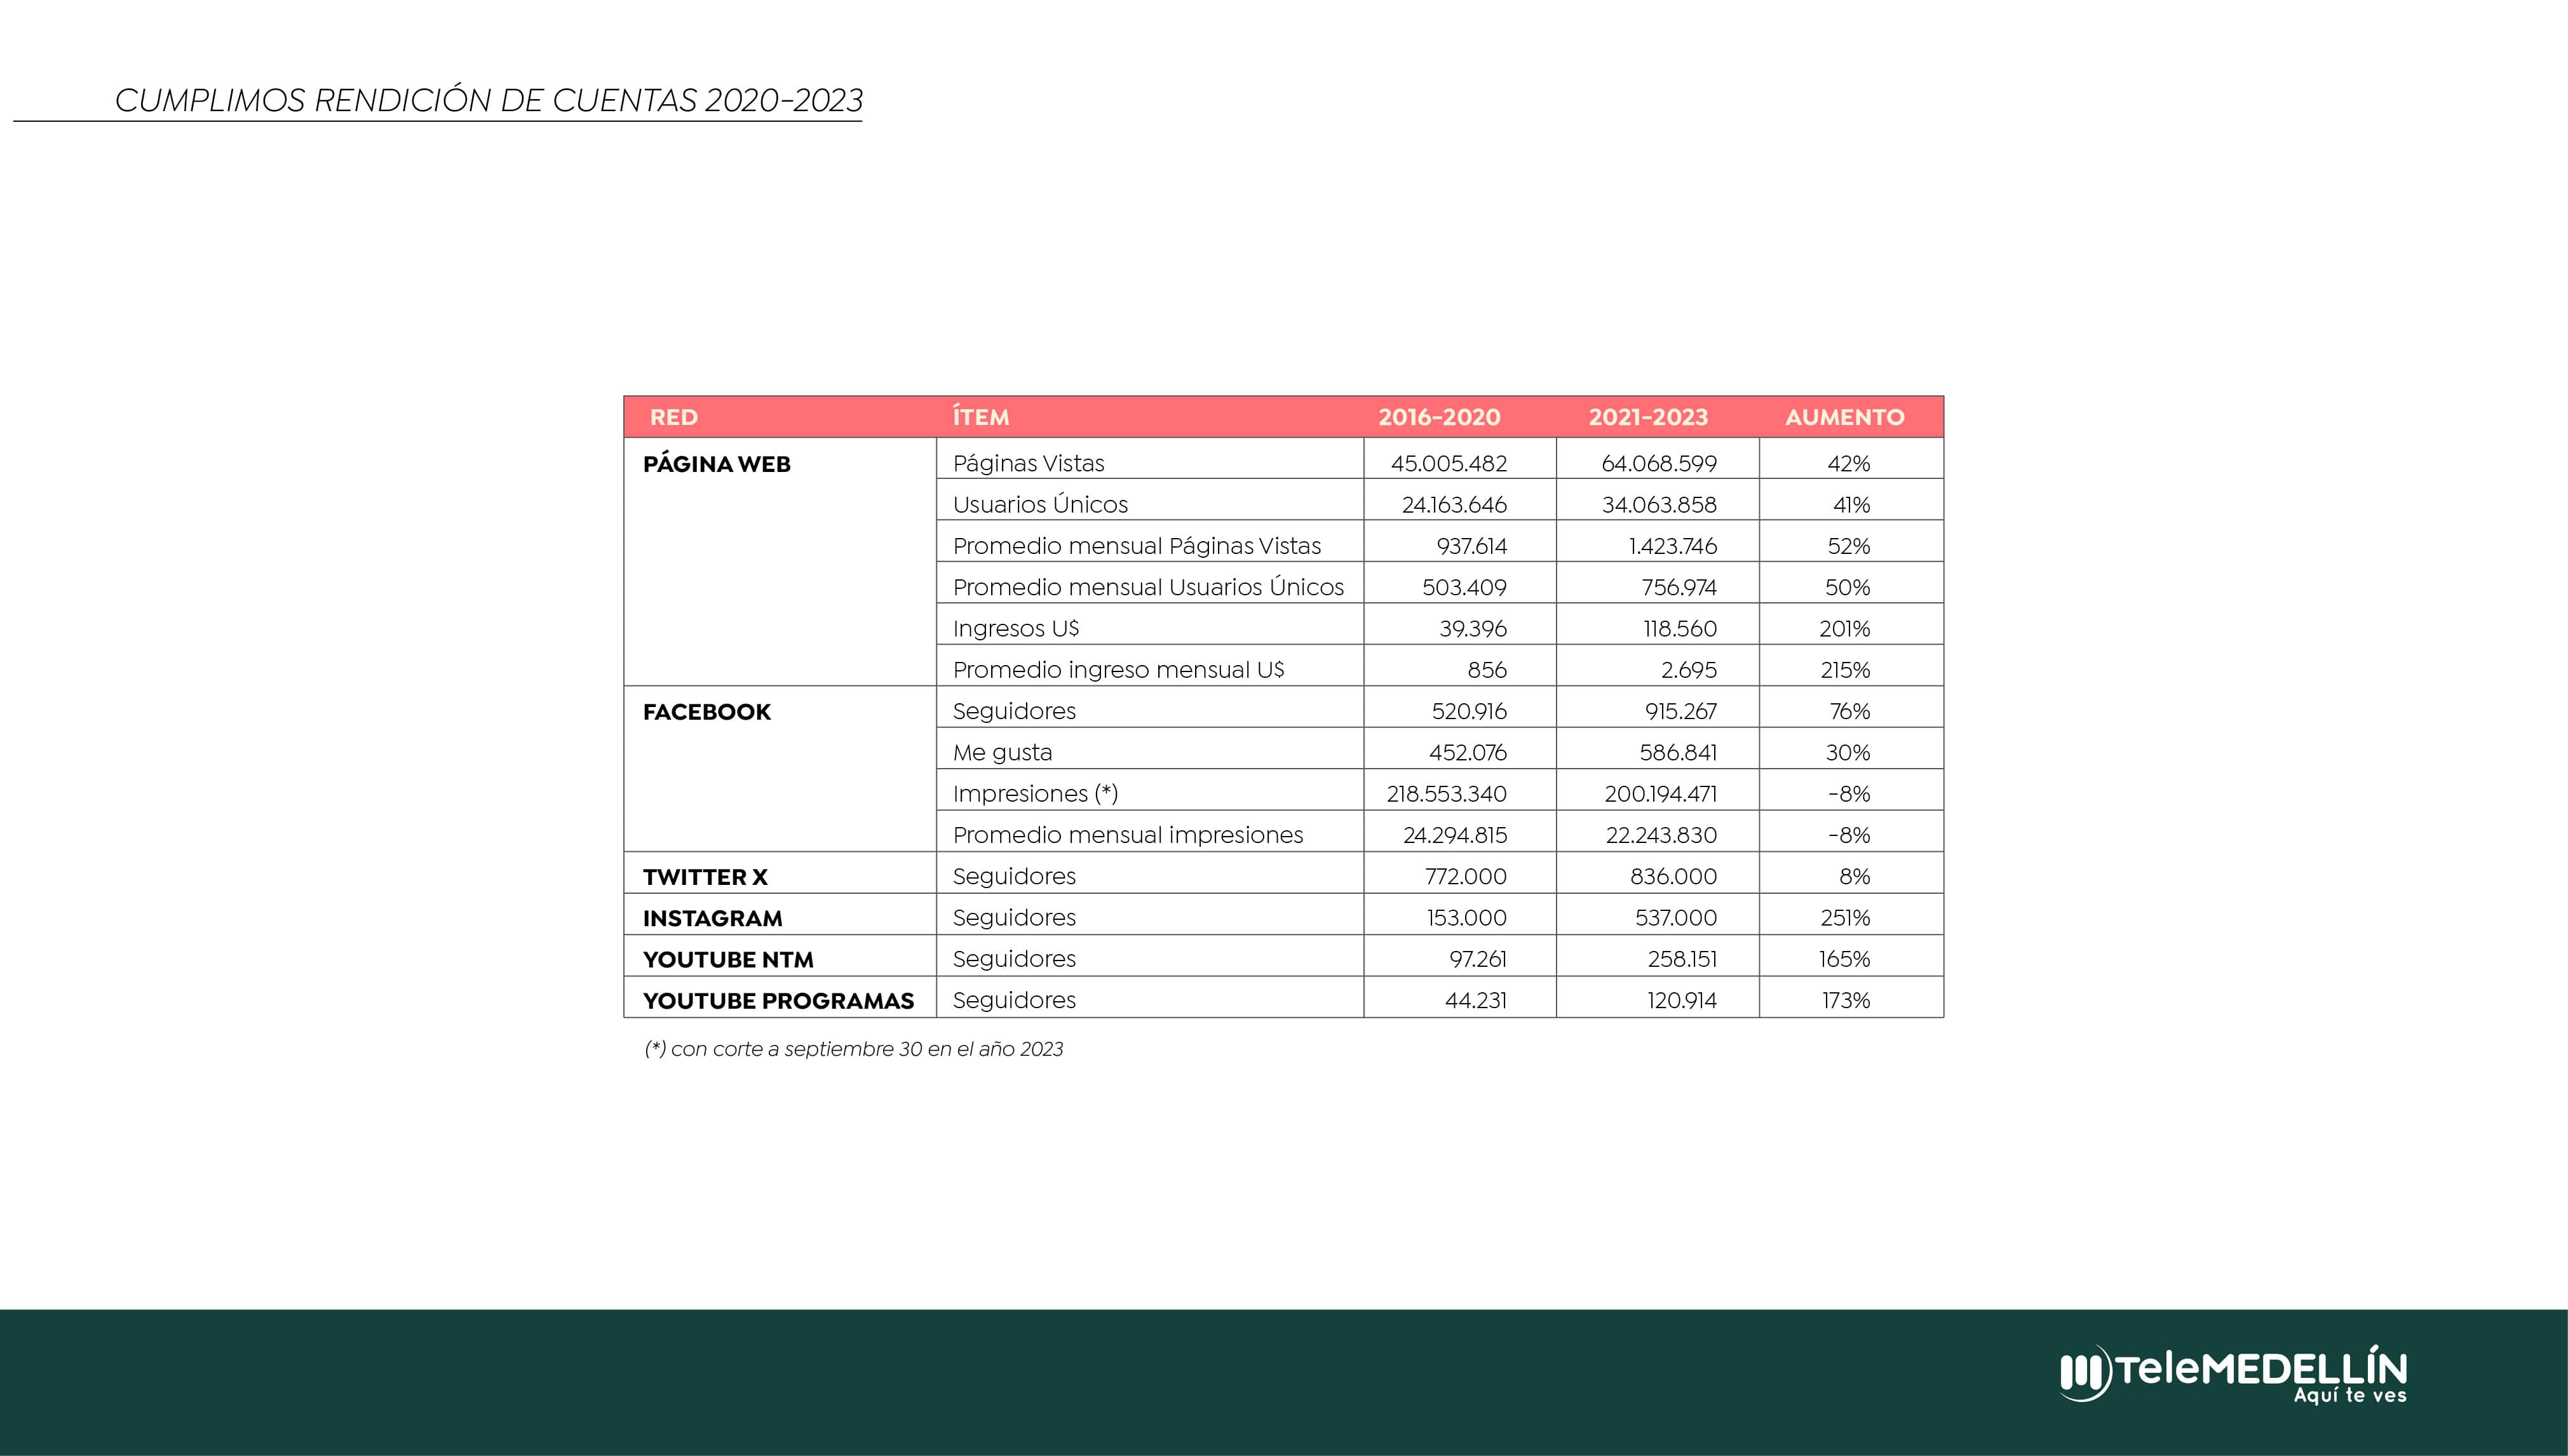 CUMPLIMOS RENDICIÓN DE CUENTAS 2020-2023
RED ÍTEM 2016-2020 2021-2023 AUMENTO
PÁGINA WEB Páginas Vistas 45.005.482 64.068.599 42%
Usuarios Únicos 24.163.646 34.063.858 41%
Promedio mensual Páginas Vistas 937.614 1.423.746 52%
Promedio mensual Usuarios Únicos 503.409 756.974 50%
Ingresos U$ 39.396 118.560 201%
Promedio ingreso mensual U$ 856 2.695 215%
FACEBOOK Seguidores 520.916 915.267 76%
Me gusta 452.076 586.841 30%
Impresiones (*) 218.553.340 200.194.471 -8%
Promedio mensual impresiones 24.294.815 22.243.830 -8%
TWITTER X Seguidores 772.000 836.000 8%
INSTAGRAM Seguidores 153.000 537.000 251%
YOUTUBE NTM Seguidores 97.261 258.151 165%
YOUTUBE PROGRAMAS Seguidores 44.231 120.914 173%
(*) con corte a septiembre 30 en el año 2023
TeleMEDELLÍN
Aquí te ves